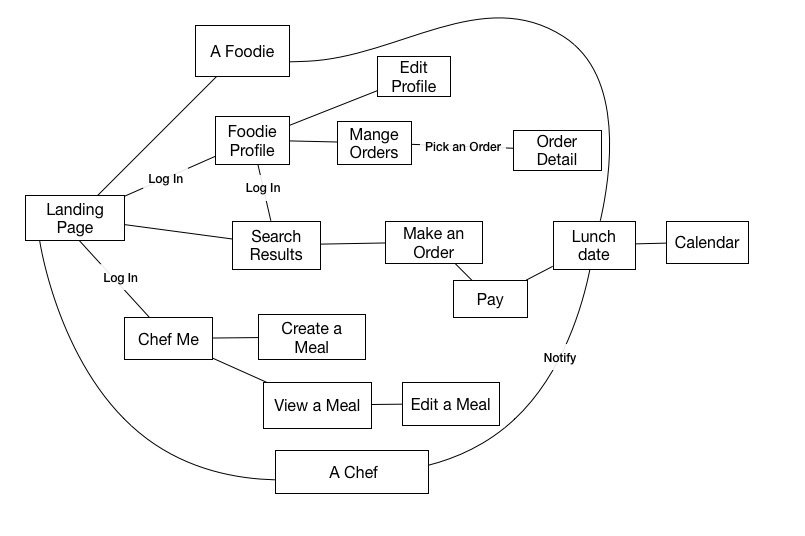 A Foodie
Edit
Profile
Foodie
Profile
Mange
Orders
Pick an Order
Order
Detail
Log In
Log In
Landing
Page
Search
Results
Make an
Order
Lunch
date
Calendar
Log In
Pay
Chef Me
Create a
Meal
Notify
View a Meal
Edit a Meal
A Chef